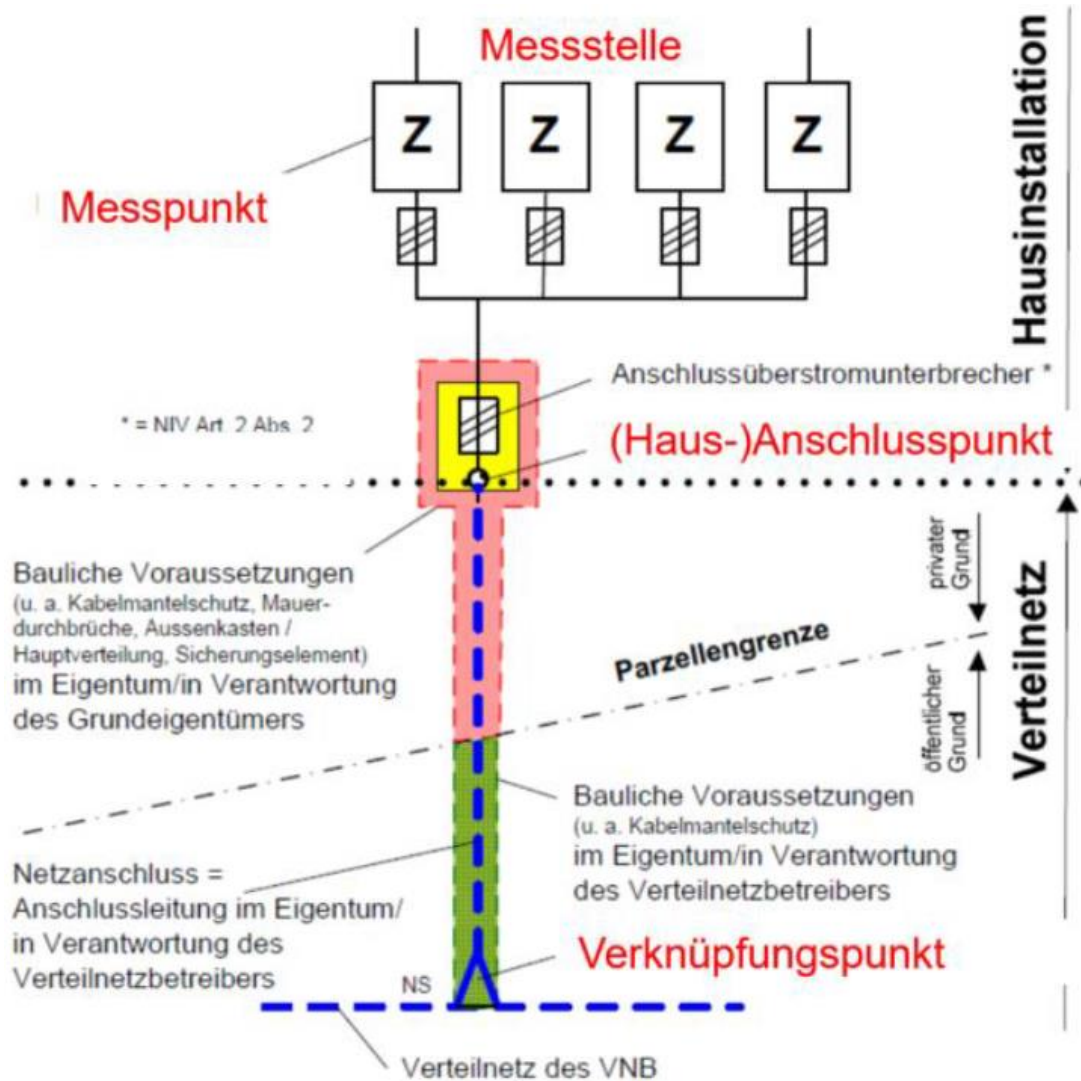 Messstelle
Z
Z
Z
Z
Messpunkt
Hausinstallation
Anschlussüberstromunterbrecher *
* = NIV Art. 2 Abs. 2
(Haus-)Anschlusspunkt
Bauliche Voraussetzungen
(u. a. Kabelmantelschutz, Mauer-
durchbrüche, Aussenkasten /
Hauptverteilung, Sicherungselement)
im Eigentum/in Verantwortung
des Grundeigentümers
privater
Grund
Parzellengrenze
öffentlicher
Grund
Verteilnetz
Bauliche Voraussetzungen
(u. a. Kabelmantelschutz)
im Eigentum/in Verantwortung
des Verteilnetzbetreibers
Netzanschluss =
Anschlussleitung im Eigentum/
in Verantwortung des
Verteilnetzbetreibers
Verknüpfungspunkt
NS
Verteilnetz des VNB